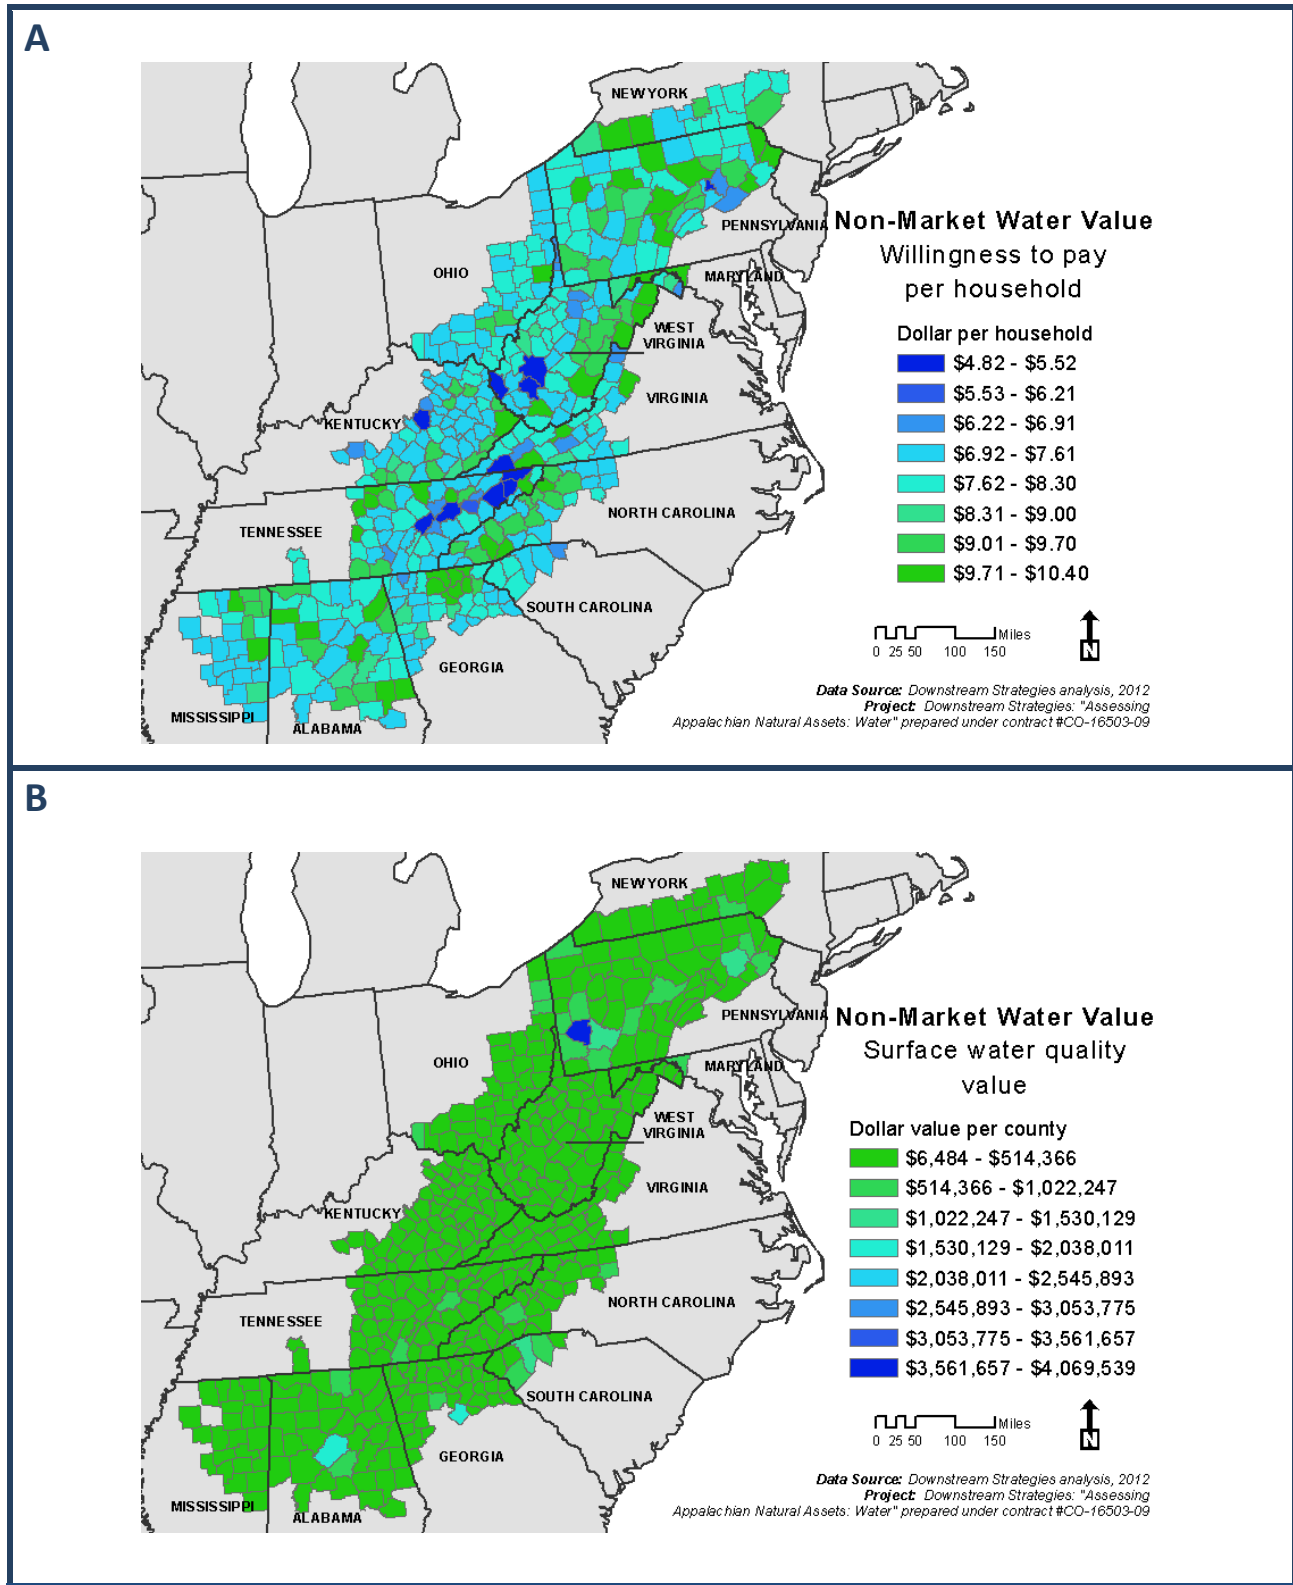 A
NEW YORK
PENNSYLVANIA
OHIO
MARYLAND
WEST
VIRGINIA
VIRGINIA
KENTUCKY
NORTH CAROLINA
TENNESSEE
SOUTH CAROLINA
GEORGIA
MISSISSIPPI
ALABAMA
Non-Market Water Value
Willingness to pay
per household
Dollar per household
$4.82 - $5.52
$5.53 - $6.21
$6.22 - $6.91
$6.92 - $7.61
$7.62 - $8.30
$8.31 - $9.00
$9.01 - $9.70
$9.71 - $10.40
Miles
0 25 50 100 150
N
Data Source: Downstream Strategies analysis, 2012
Project: Downstream Strategies: "Assessing
Appalachian Natural Assets: Water" prepared under contract #CO-16503-09
B
NEW YORK
PENNSYLVANIA
OHIO
MARYLAND
WEST
VIRGINIA
VIRGINIA
KENTUCKY
NORTH CAROLINA
TENNESSEE
SOUTH CAROLINA
GEORGIA
MISSISSIPPI
ALABAMA
Non-Market Water Value
Surface water quality
value
Dollar value per county
$6,484 - $514,366
$514,366 - $1,022,247
$1,022,247 - $1,530,129
$1,530,129 - $2,038,011
$2,038,011 - $2,545,893
$2,545,893 - $3,053,775
$3,053,775 - $3,561,657
$3,561,657 - $4,069,539
Miles
0 25 50 100 150
N
Data Source: Downstream Strategies analysis, 2012
Project: Downstream Strategies: "Assessing
Appalachian Natural Assets: Water" prepared under contract #CO-16503-09